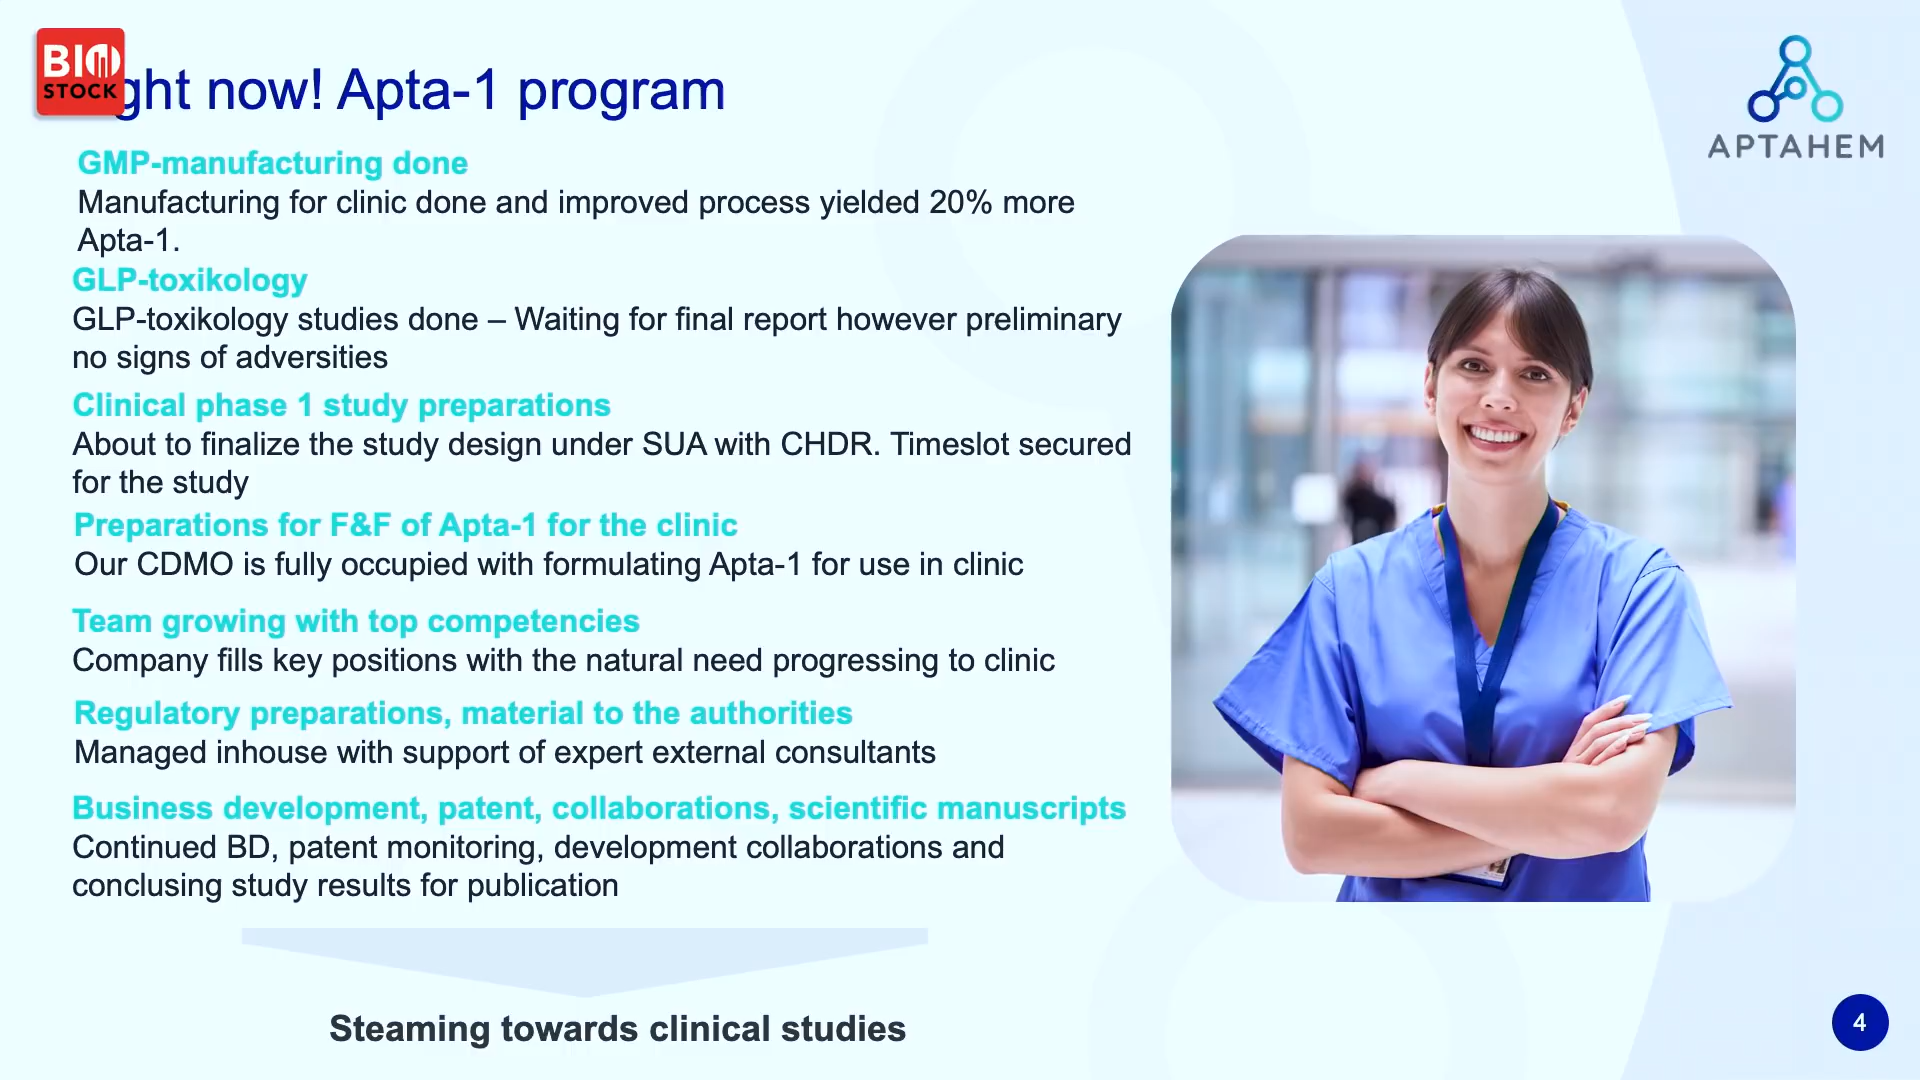 BIO
STOCK
ght now! Apta-1 program
APTAHEM
GMP-manufacturing done
Manufacturing for clinic done and improved process yielded 20% more
Apta-1.
GLP-toxikology
GLP-toxikology studies done – Waiting for final report however preliminary
no signs of adversities
Clinical phase 1 study preparations
About to finalize the study design under SUA with CHDR. Timeslot secured
for the study
Preparations for F&F of Apta-1 for the clinic
Our CDMO is fully occupied with formulating Apta-1 for use in clinic
Team growing with top competencies
Company fills key positions with the natural need progressing to clinic
Regulatory preparations, material to the authorities
Managed inhouse with support of expert external consultants
Business development, patent, collaborations, scientific manuscripts
Continued BD, patent monitoring, development collaborations and
conclusing study results for publication
Steaming towards clinical studies
4